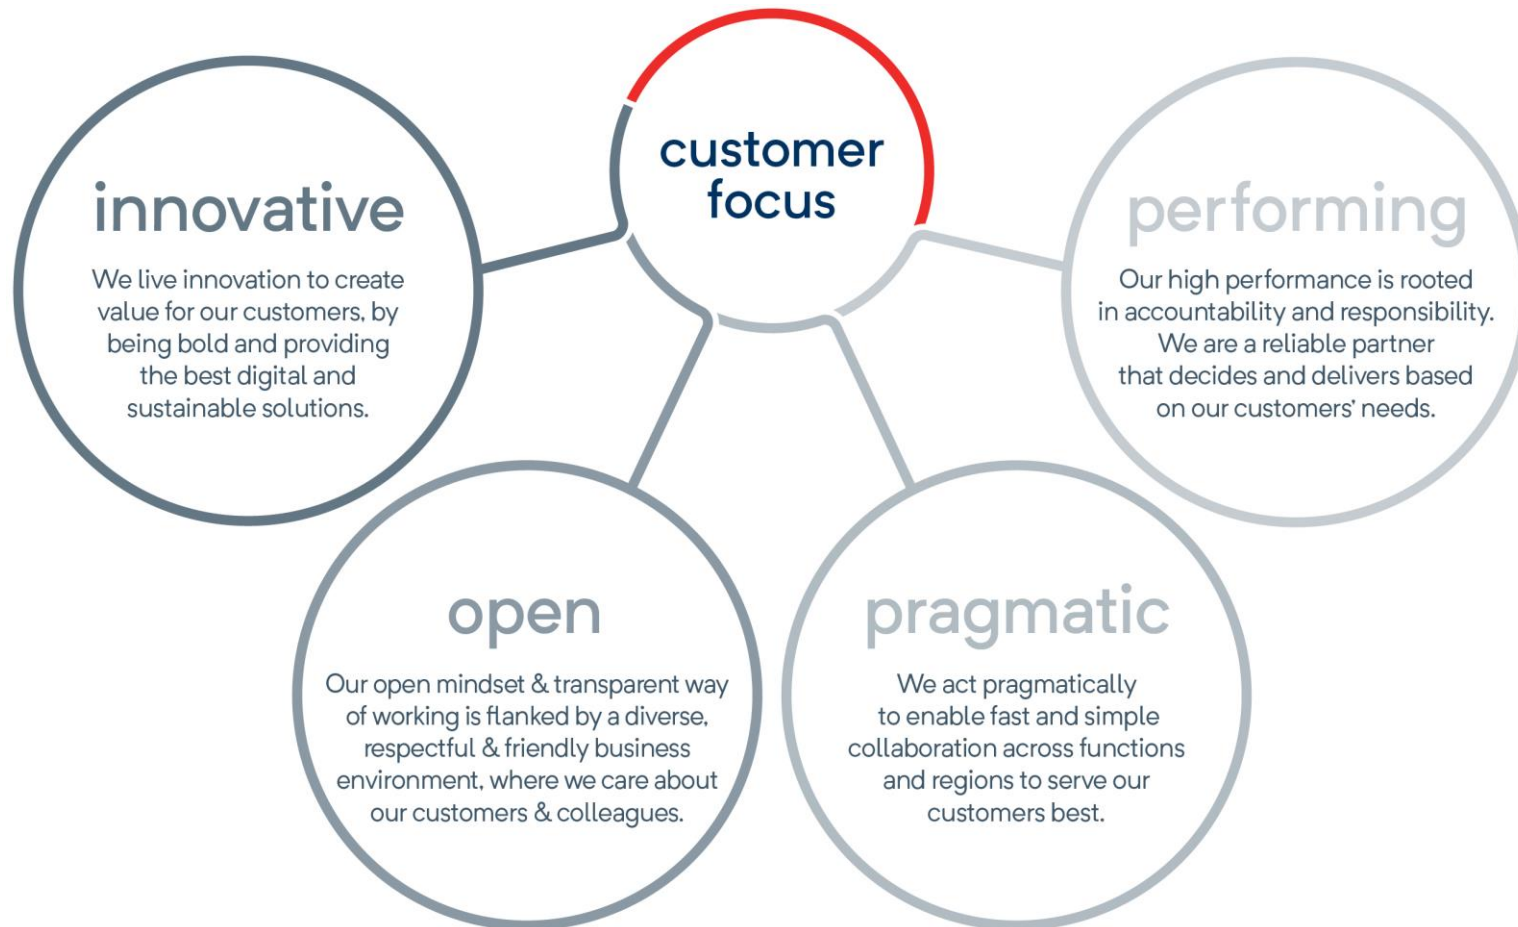 customer
focus
innovative
We live innovation to create
value for our customers, by
being bold and providing
the best digital and
sustainable solutions.
performing
Our high performance is rooted
in accountability and responsibility.
We are a reliable partner
that decides and delivers based
on our customers’ needs.
open
Our open mindset & transparent way
of working is flanked by a diverse,
respectful & friendly business
environment, where we care about
our customers & colleagues.
pragmatic
We act pragmatically
to enable fast and simple
collaboration across functions
and regions to serve our
customers best.